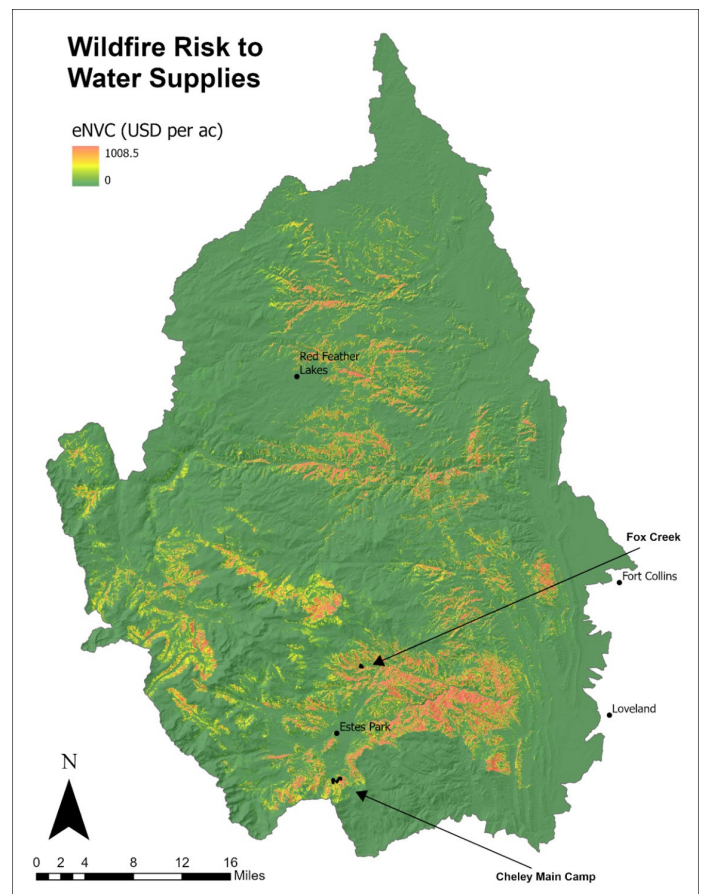 Wildfire Risk to
Water Supplies
eNVC (USD per ac)
1008.5
0
Red Feather
Lakes
Fox Creek
Fort Collins
Loveland
Estes Park
N
0 2 4 8 12 16
Miles
Cheley Main Camp